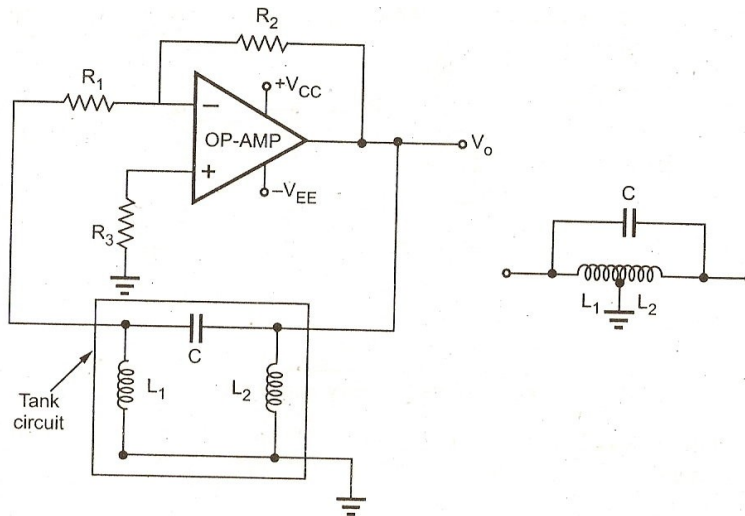 R2
R1
+VCC
−
OP-AMP
Vo
+
−VEE
R3
C
L1 L2
C
L1
L2
Tank
circuit